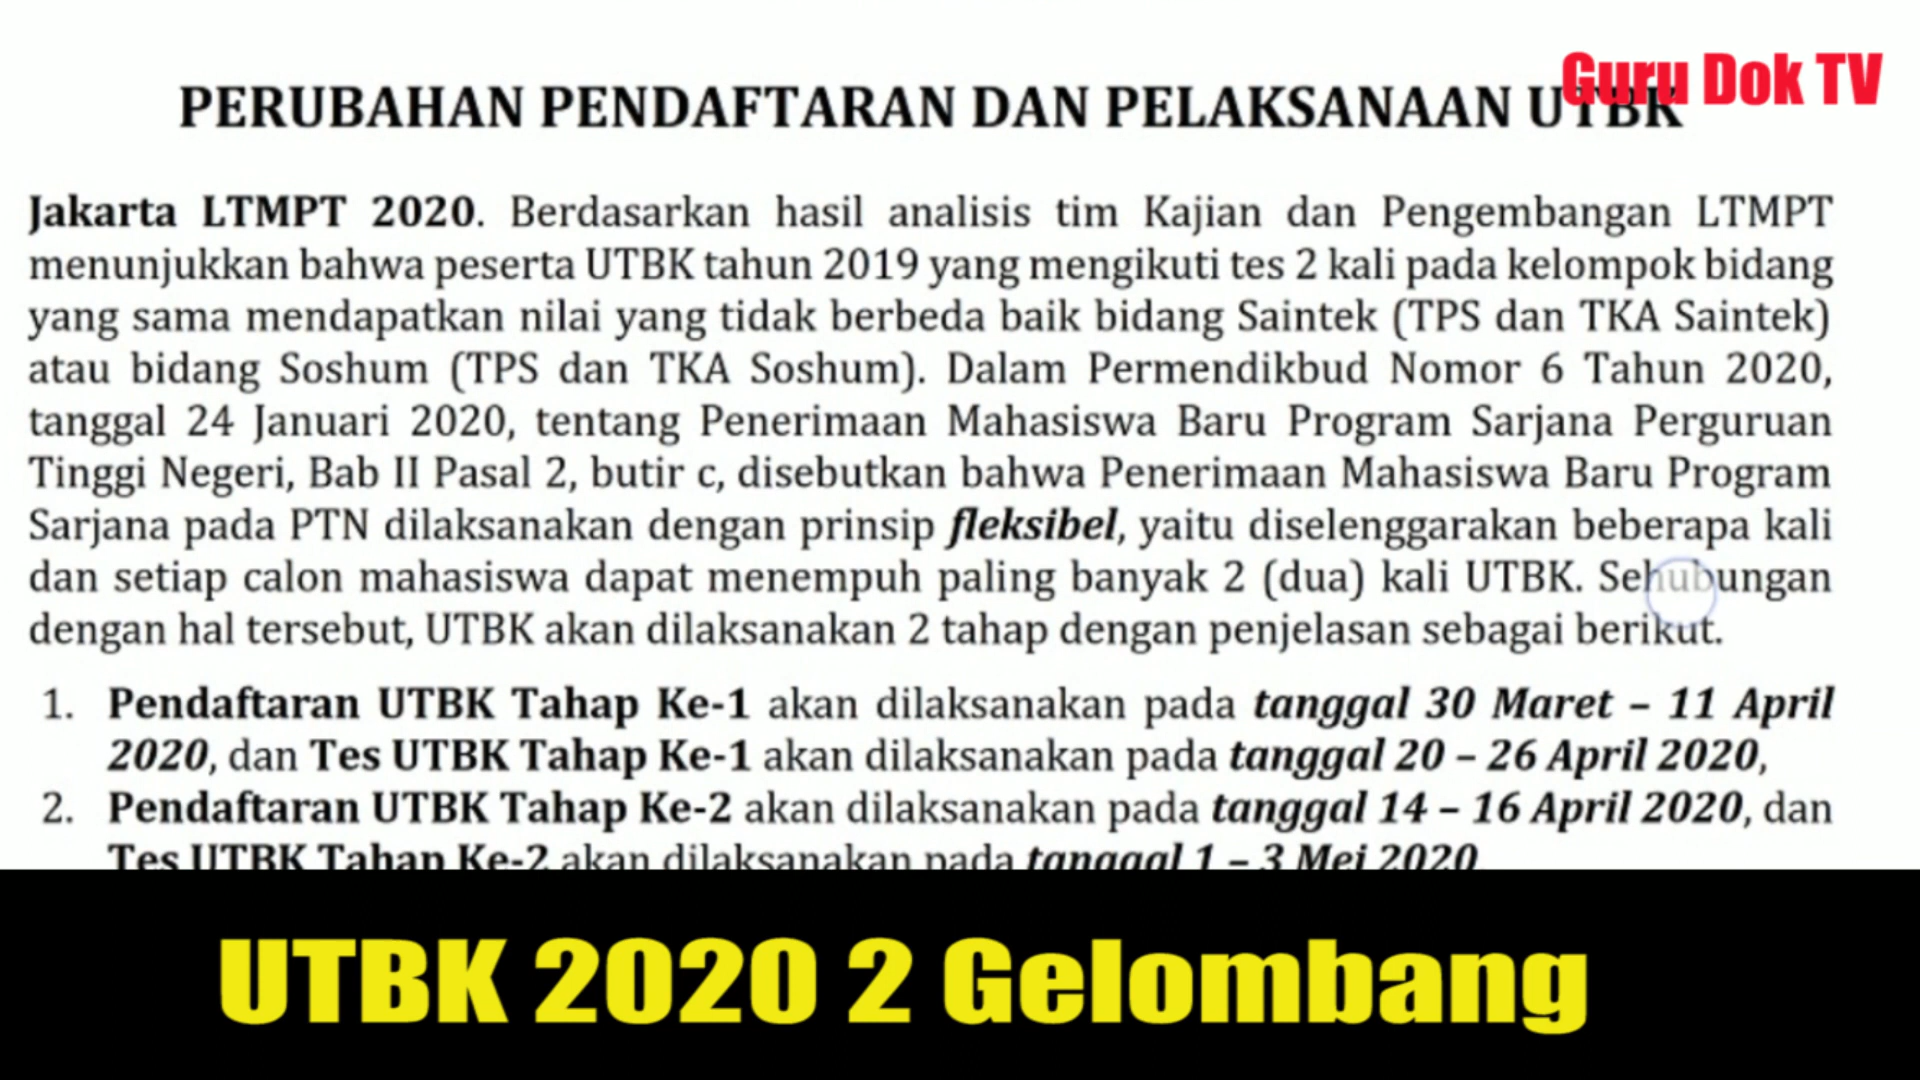 Guru Dok TV
PERUBAHAN PENDAFTARAN DAN PELAKSANAAN UTBK
Jakarta LTMPT 2020. Berdasarkan hasil analisis tim Kajian dan Pengembangan LTMPT
menunjukkan bahwa peserta UTBK tahun 2019 yang mengikuti tes 2 kali pada kelompok bidang
yang sama mendapatkan nilai yang tidak berbeda baik bidang Saintek (TPS dan TKA Saintek)
atau bidang Soshum (TPS dan TKA Soshum). Dalam Permendikbud Nomor 6 Tahun 2020,
tanggal 24 Januari 2020, tentang Penerimaan Mahasiswa Baru Program Sarjana Perguruan
Tinggi Negeri, Bab II Pasal 2, butir c, disebutkan bahwa Penerimaan Mahasiswa Baru Program
Sarjana pada PTN dilaksanakan dengan prinsip fleksibel, yaitu diselenggarakan beberapa kali
dan setiap calon mahasiswa dapat menempuh paling banyak 2 (dua) kali UTBK. Sehubungan
dengan hal tersebut, UTBK akan dilaksanakan 2 tahap dengan penjelasan sebagai berikut.
1. Pendaftaran UTBK Tahap Ke-1 akan dilaksanakan pada tanggal 30 Maret – 11 April
2020, dan Tes UTBK Tahap Ke-1 akan dilaksanakan pada tanggal 20 – 26 April 2020,
2. Pendaftaran UTBK Tahap Ke-2 akan dilaksanakan pada tanggal 14 – 16 April 2020, dan
Tes UTBK Tahap Ke-2 akan dilaksanakan pada tanggal 1 – 3 Mei 2020
UTBK 2020 2 Gelombang